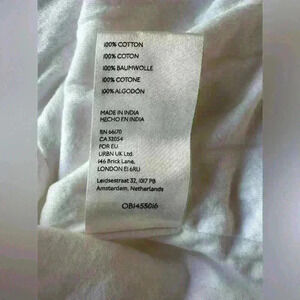 100% COTTON
100% COTON
100% BAUMWOLLE
100% COTONE
100% ALGODÓN
MADE IN INDIA
HECHO EN INDIA
RN 66170
CA 32054
FOR EU
URBN UK Ltd.
146 Brick Lane,
LONDON E1 6RU
Leidsestraat 32, 1017 PB
Amsterdam, Netherlands
OB1455016